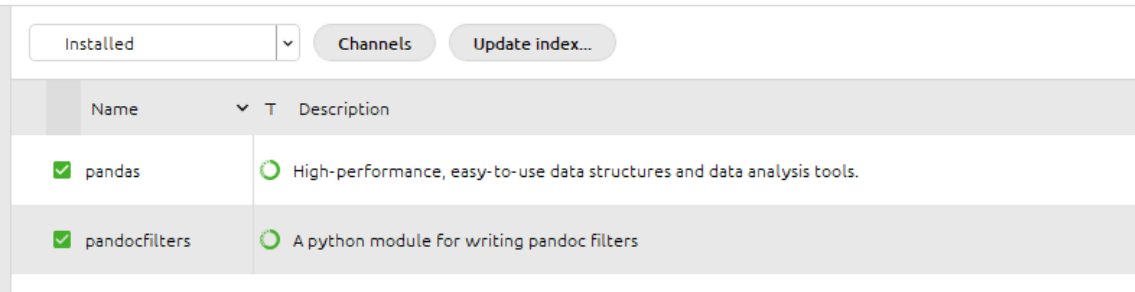 Installed Channels Update index...
Name T Description
pandas High-performance, easy-to-use data structures and data analysis tools.
pandocfilters A python module for writing pandoc filters